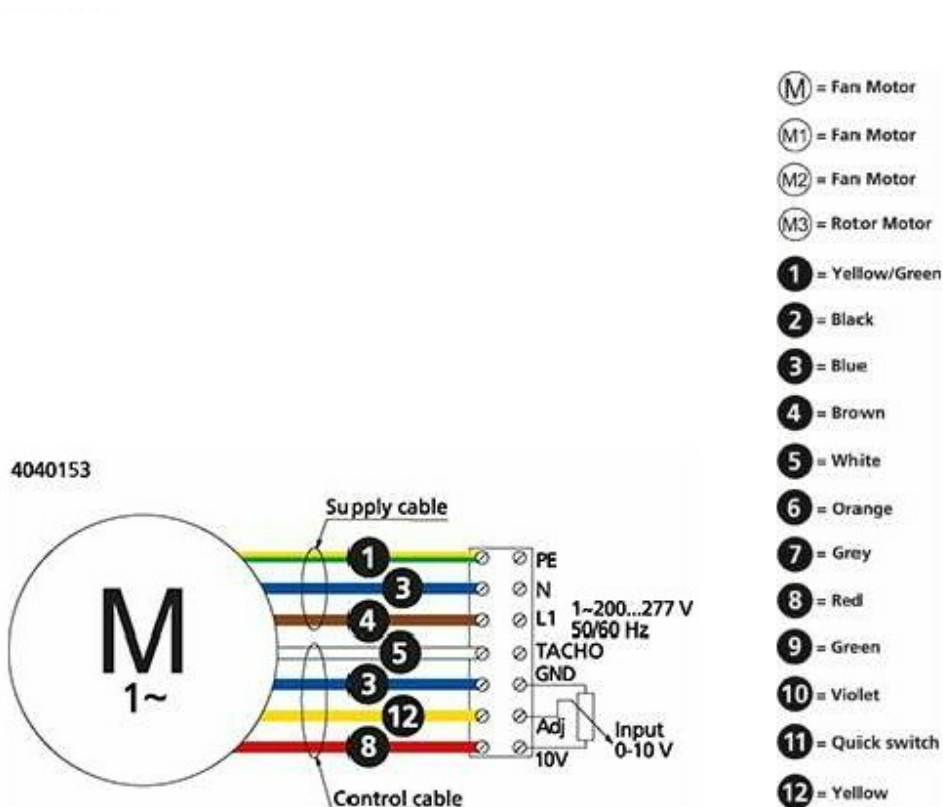 M = Fan Motor
M1 = Fan Motor
M2 = Fan Motor
M3 = Rotor Motor
1 = Yellow/Green
2 = Black
3 = Blue
4 = Brown
5 = White
6 = Orange
7 = Grey
8 = Red
9 = Green
10 = Violet
11 = Quick switch
12 = Yellow
4040153
Supply cable
M
1~
1
3
4
5
3
12
8
PE
N
L1
1~200...277 V
50/60 Hz
TACHO
GND
Adj
10V
Input
0-10 V
Control cable